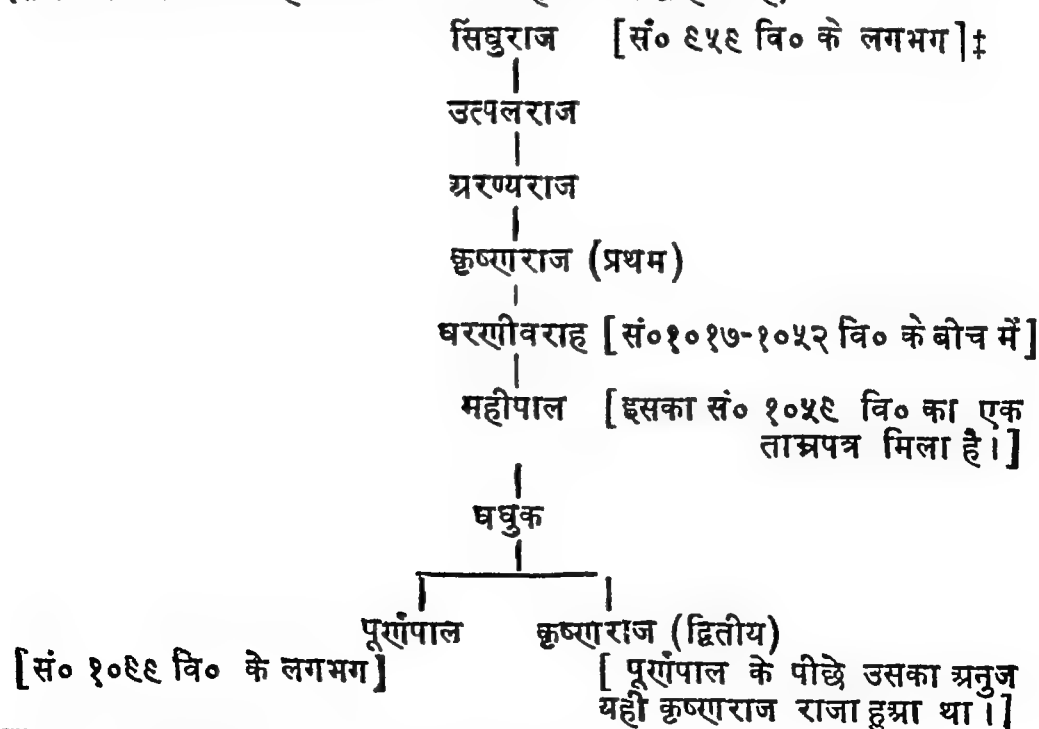 सिंधुराज [सं० ९५९ वि० के लगभग]‡
उत्पलराज
अरण्यराज
कृष्णराज (प्रथम)
धरणीवराह [सं०१०१७-१०५२ वि० के बीच में]
महीपाल [इसका सं० १०५९ वि० का एक
ताम्रपत्र मिला है।]
धधुक
पूर्णपाल कृष्णराज (द्वितीय)
[सं० १०९९ वि० के लगभग] [ पूर्णपाल के पीछे उसका अनुज
यही कृष्णराज राजा हुआ था।]